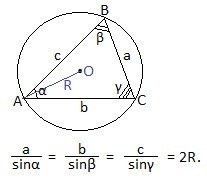 B
β
c
a
O
R
γ
A
α
b
C
a/sinα = b/sinβ = c/sinγ = 2R.